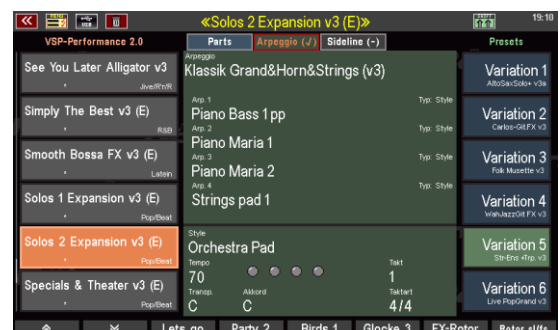 MENU
«Solos 2 Expansion v3 (E)»
19:10
VSP-Performance 2.0
Parts
Arpeggio (√)
Sideline (-)
Presets
See You Later Alligator v3
Jive/R'n'R
Simply The Best v3 (E)
R&B
Smooth Bossa FX v3 (E)
Latein
Solos 1 Expansion v3 (E)
Pop/Beat
Solos 2 Expansion v3 (E)
Pop/Beat
Specials & Theater v3 (E)
Pop/Beat
Arpeggio
Klassik Grand&Horn&Strings (v3)
Arp. 1
Typ: Style
Piano Bass 1 pp
Arp. 2
Typ: Style
Piano Maria 1
Arp. 3
Typ: Style
Piano Maria 2
Arp. 4
Typ: Style
Strings pad 1
Style
Orchestra Pad
Tempo
Takt
70
1
Transp.
Akkord
Taktart
C
C
4/4
Variation 1
AltoSaxSolo+ v3a
Variation 2
Carlos-Git.FX v3
Variation 3
Folk Musette v3
Variation 4
WahJazzGit FX v3
Variation 5
Str-Ens +Trp. v3
Variation 6
Live PopGrand v3
Lets go
Party 2
Birds 1
Glocke 3
FX-Rotor
Rotor sl/fs